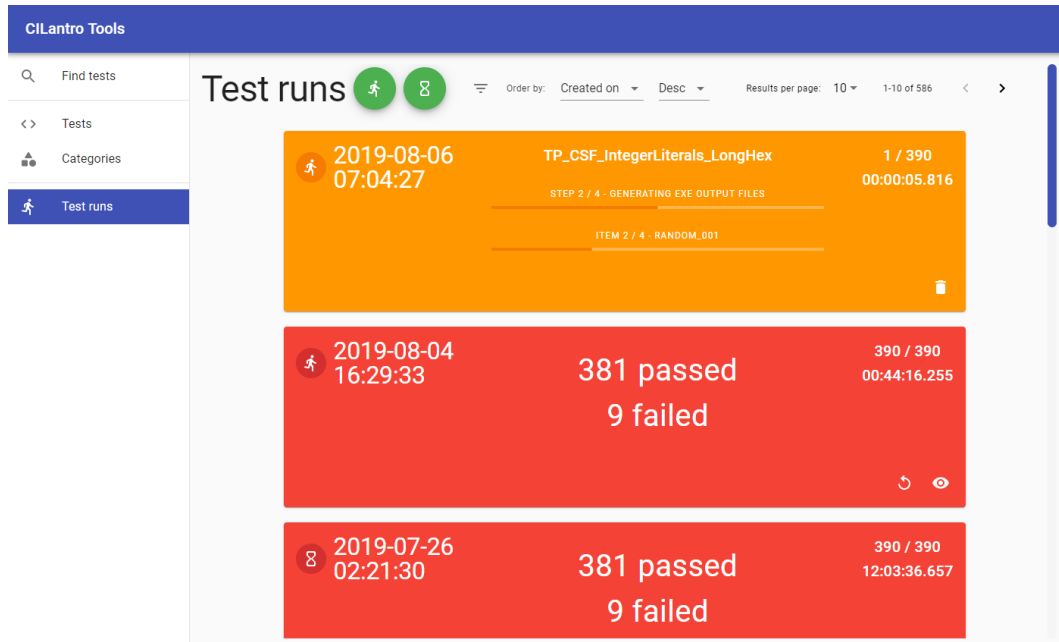 CILantro Tools
Find tests
Tests
Categories
Test runs
Test runs
Order by: Created on Desc Results per page: 10 1-10 of 586
2019-08-06
07:04:27
TP_CSF_IntegerLiterals_LongHex
STEP 2 / 4 - GENERATING EXE OUTPUT FILES
ITEM 2 / 4 - RANDOM_001
1 / 390
00:00:05.816
2019-08-04
16:29:33
381 passed
9 failed
390 / 390
00:44:16.255
2019-07-26
02:21:30
381 passed
9 failed
390 / 390
12:03:36.657